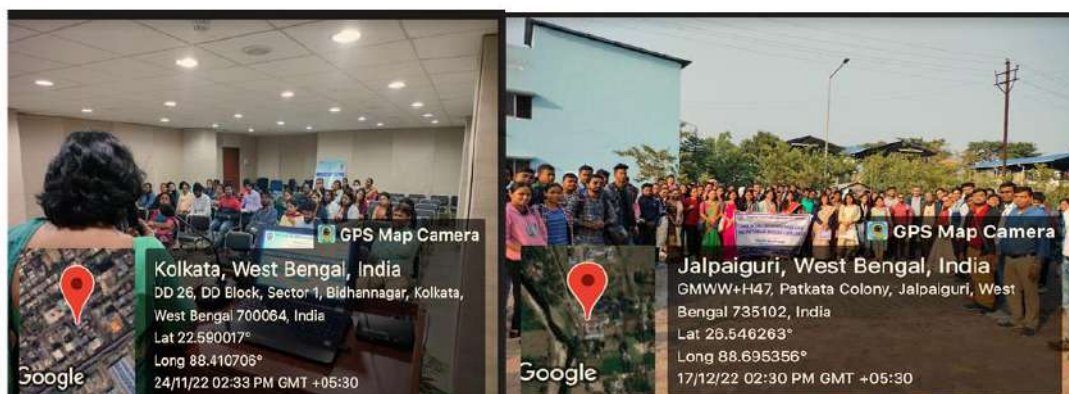 GPS Map Camera
Kolkata, West Bengal, India
DD 26, DD Block, Sector 1, Bidhannagar, Kolkata,
West Bengal 700064, India
Lat 22.590017°
Long 88.410706°
24/11/22 02:33 PM GMT +05:30
Google
GPS Map Camera
Jalpaiguri, West Bengal, India
GMWW+H47, Patkata Colony, Jalpaiguri, West
Bengal 735102, India
Lat 26.546263°
Long 88.695356°
17/12/22 02:30 PM GMT +05:30
Google